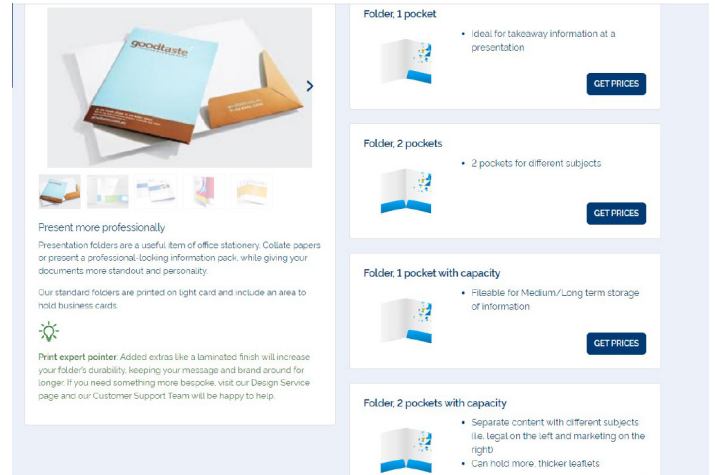 goodtaste
Present more professionally
Presentation folders are a useful item of office stationery. Collate papers
or present a professional-looking information pack, while giving your
documents more standout and personality.
Our standard folders are printed on light card and include an area to
hold business cards.
Print expert pointer: Added extras like a laminated finish will increase
your folder's durability, keeping your message and brand around for
longer. If you need something more bespoke, visit our Design Service
page and our Customer Support Team will be happy to help.
Folder, 1 pocket
Ideal for takeaway information at a
presentation
GET PRICES
Folder, 2 pockets
2 pockets for different subjects
GET PRICES
Folder, 1 pocket with capacity
Fileable for Medium/Long term storage
of information
GET PRICES
Folder, 2 pockets with capacity
Separate content with different subjects
(i.e. legal on the left and marketing on the
right)
Can hold more, thicker leaflets